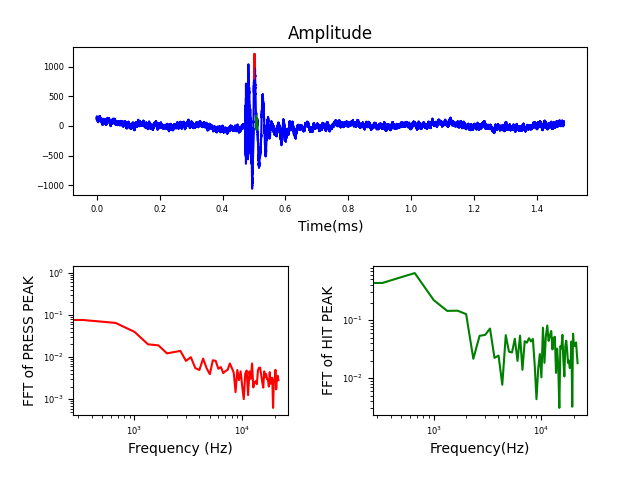 Amplitude
1000
500
0
−500
−1000
0.0 0.2 0.4 0.6 0.8 1.0 1.2 1.4
Time(ms)
FFT of PRESS PEAK
10⁰
10⁻¹
10⁻²
10⁻³
10³ 10⁴
Frequency (Hz)
FFT of HIT PEAK
10⁻¹
10⁻²
10³ 10⁴
Frequency(Hz)